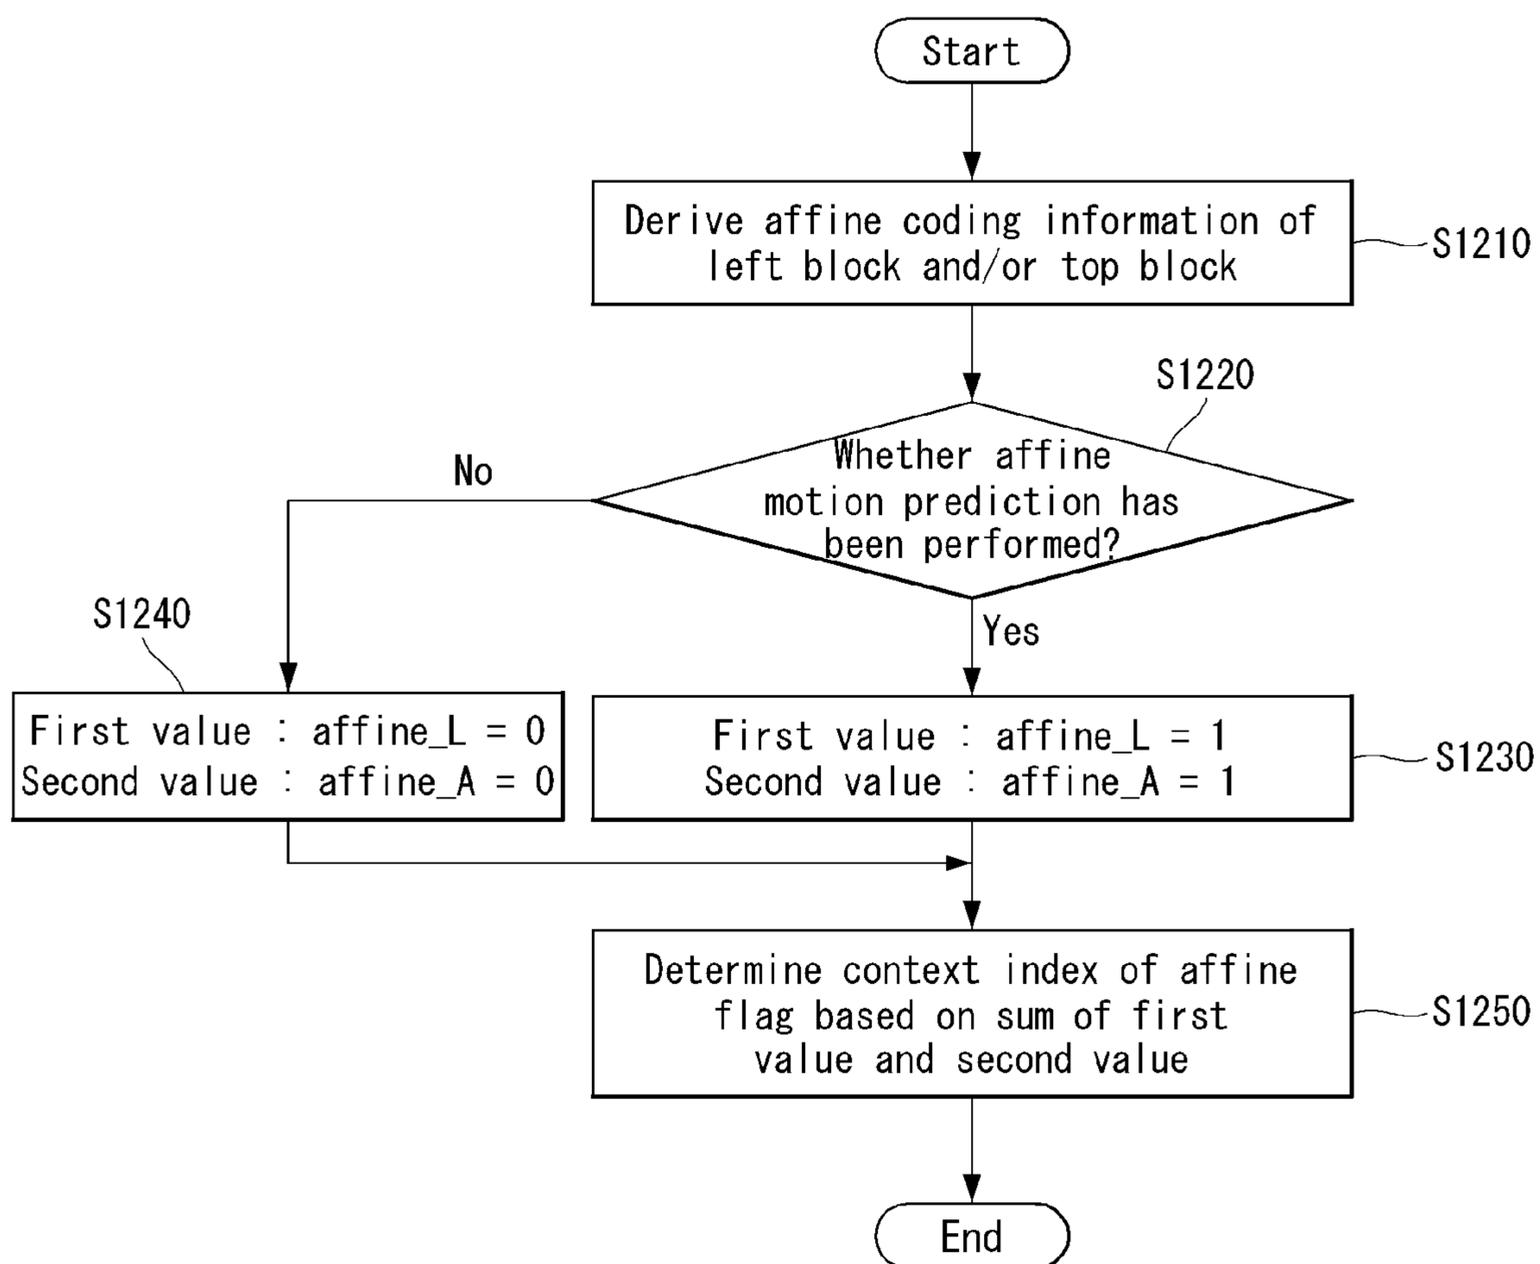 Start
Derive affine coding information of
left block and/or top block
S1210
S1220
Whether affine
motion prediction has
been performed?
No
Yes
S1240
First value : affine_L = 0
Second value : affine_A = 0
First value : affine_L = 1
Second value : affine_A = 1
S1230
Determine context index of affine
flag based on sum of first
value and second value
S1250
End